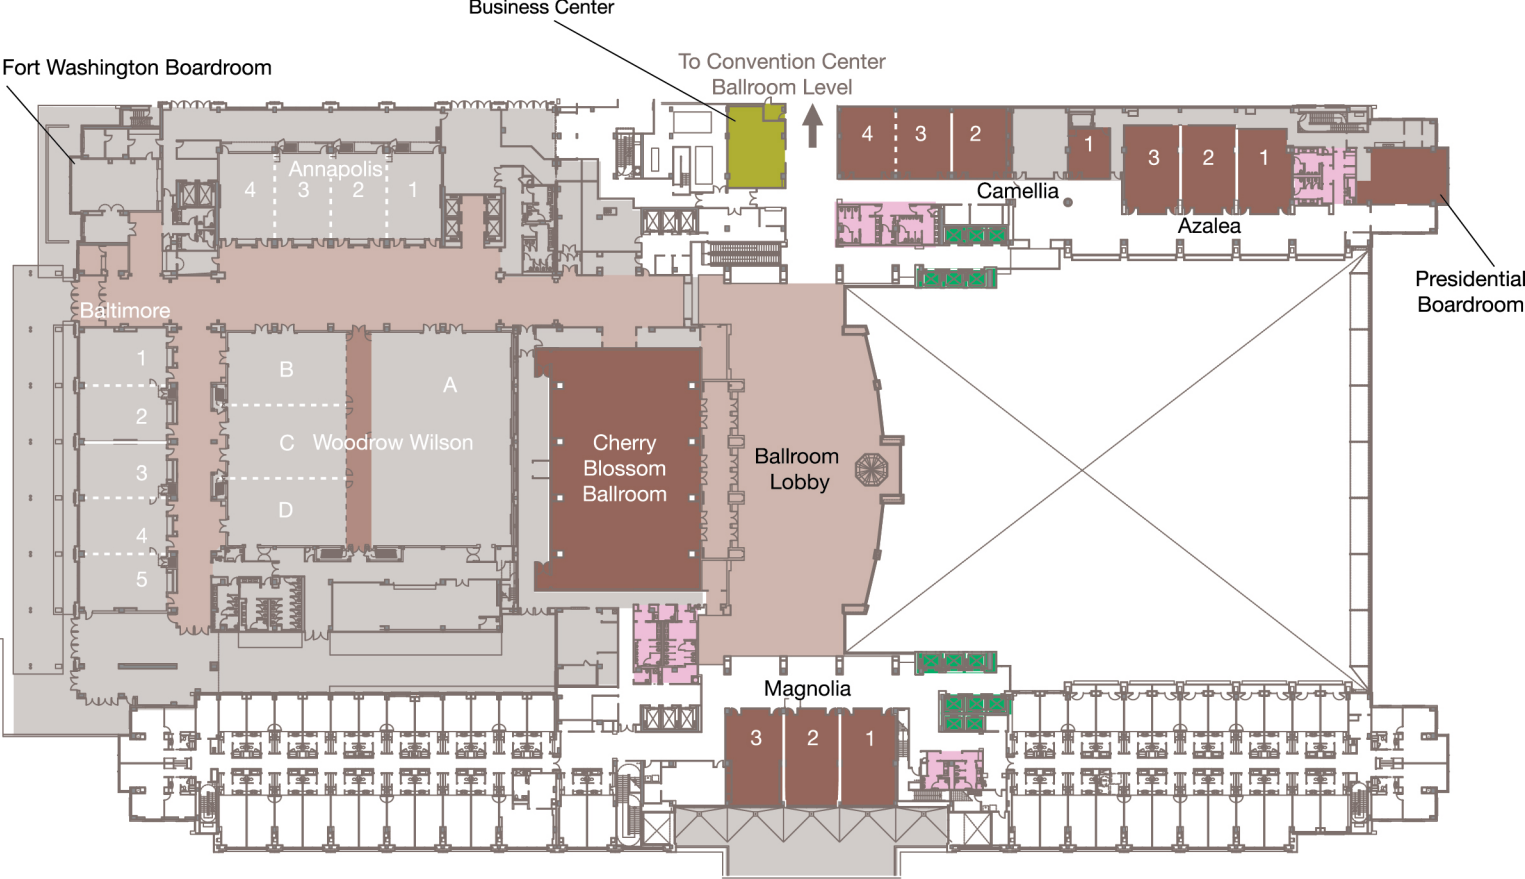 Business Center
Fort Washington Boardroom
To Convention Center
Ballroom Level
4
3
2
1
3
2
1
Camellia
Azalea
Presidential
Boardroom
Annapolis
4
3
2
1
Baltimore
1
2
3
4
5
B
A
C
Woodrow Wilson
D
Cherry
Blossom
Ballroom
Ballroom
Lobby
Magnolia
3
2
1